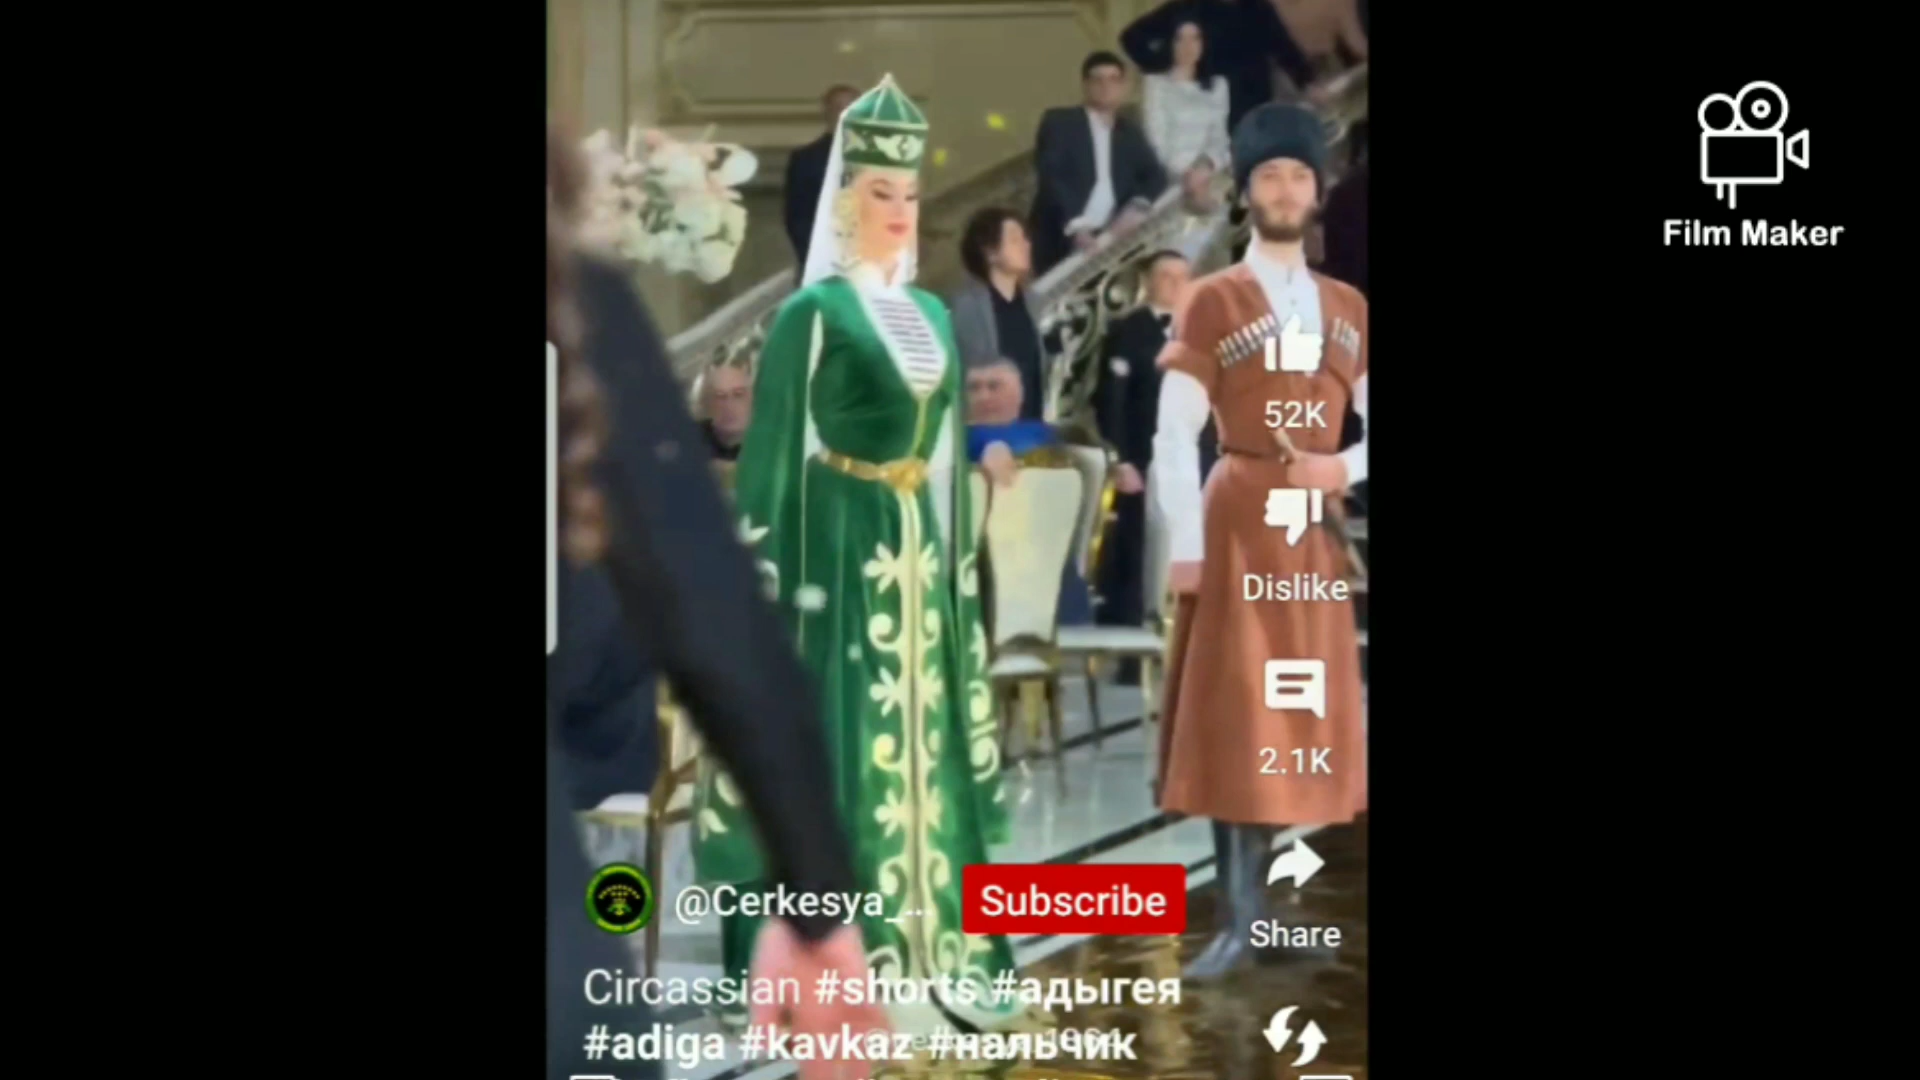 Film Maker
52K
Dislike
2.1K
@Cerkesya_...
Subscribe
Share
Circassian #shorts #адыгея
#adiga #kavkaz #нальчик